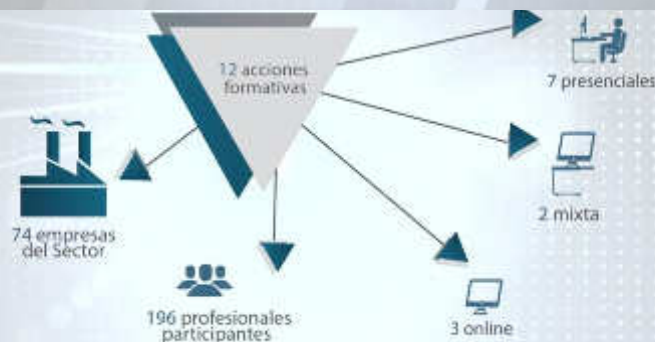 12 acciones
formativas
7 presenciales
2 mixta
3 online
196 profesionales
participantes
74 empresas
del Sector